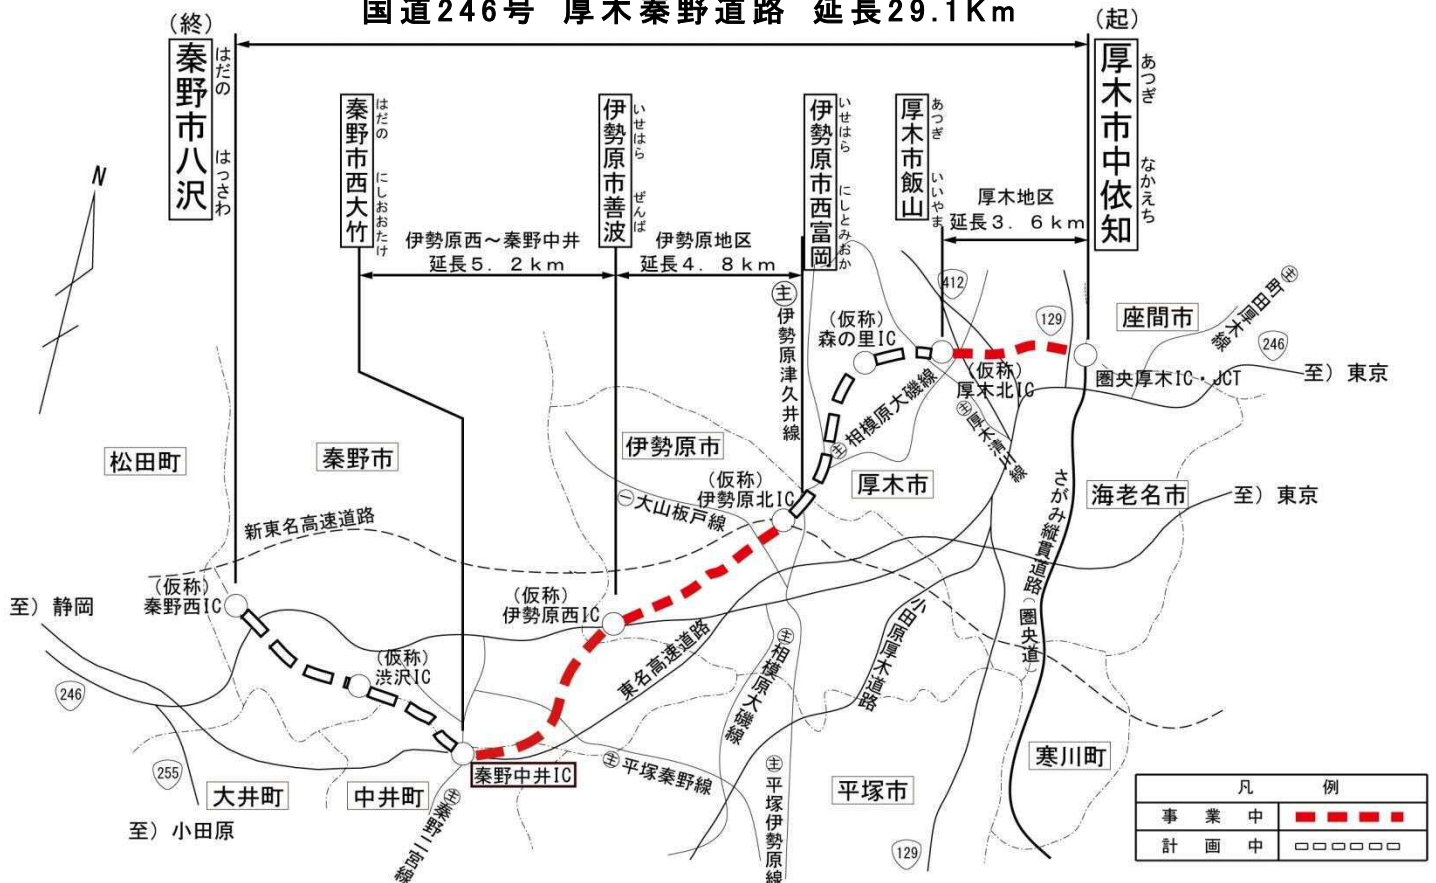 国道246号 厚木秦野道路 延長29.1Km
(終)
秦野市八沢
はだの はっさわ
(起)
厚木市中依知
あつぎ なかえち
秦野市西大竹
はだの にしおおたけ
伊勢原市善波
いせはら ぜんば
伊勢原市西富岡
いせはら にしとみおか
厚木市飯山
あつぎ いいやま
厚木地区
延長3.6km
伊勢原西～秦野中井
延長5.2km
伊勢原地区
延長4.8km
N
主 伊勢原津久井線
(仮称)
森の里IC
412
129
座間市
主 町田厚木線
246
(仮称)
厚木北IC
圏央厚木IC・JCT
至) 東京
主 相模原大磯線
主 厚木清川線
松田町
秦野市
伊勢原市
(仮称)
伊勢原北IC
一 大山板戸線
厚木市
さがみ縦貫道路(圏央道)
海老名市
至) 東京
新東名高速道路
(仮称)
秦野西IC
至) 静岡
(仮称)
伊勢原西IC
東名高速道路
主 相模原大磯線
小田原厚木道路
(仮称)
渋沢IC
246
255
大井町
中井町
秦野中井IC
主 平塚秦野線
主 秦野二宮線
主 平塚伊勢原線
平塚市
129
寒川町
至) 小田原
凡例
事業中
計画中